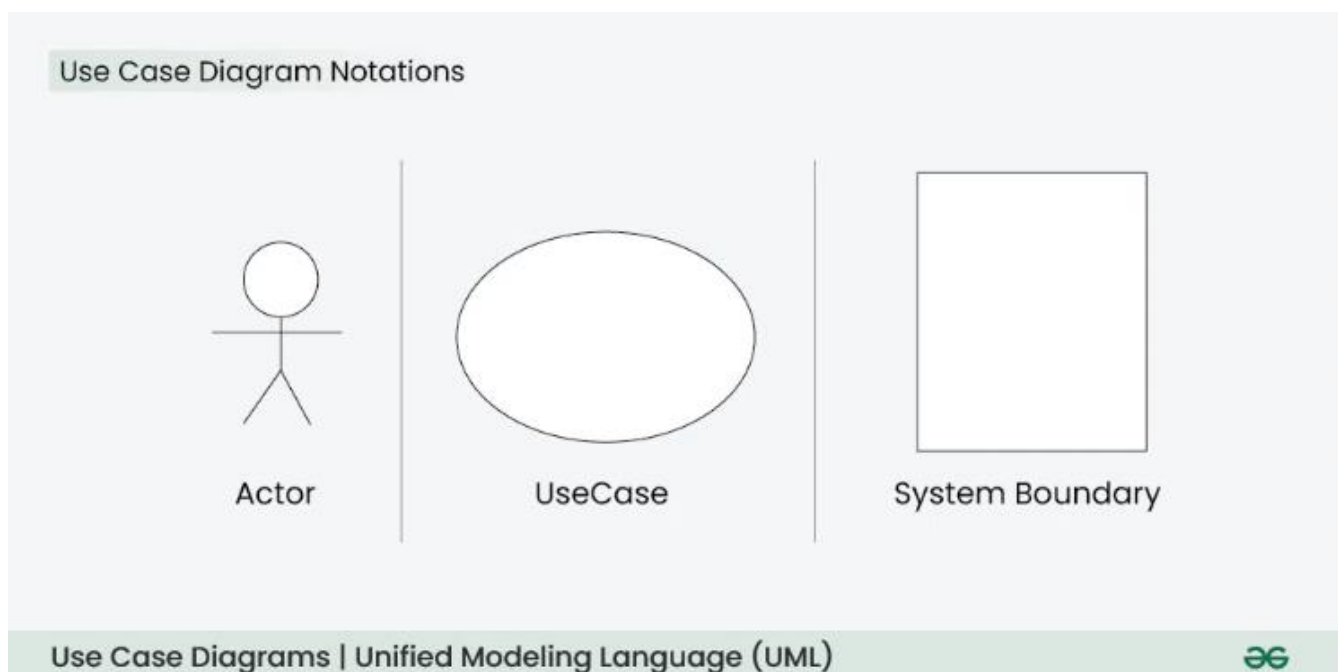 Use Case Diagram Notations
Actor
UseCase
System Boundary
Use Case Diagrams | Unified Modeling Language (UML)